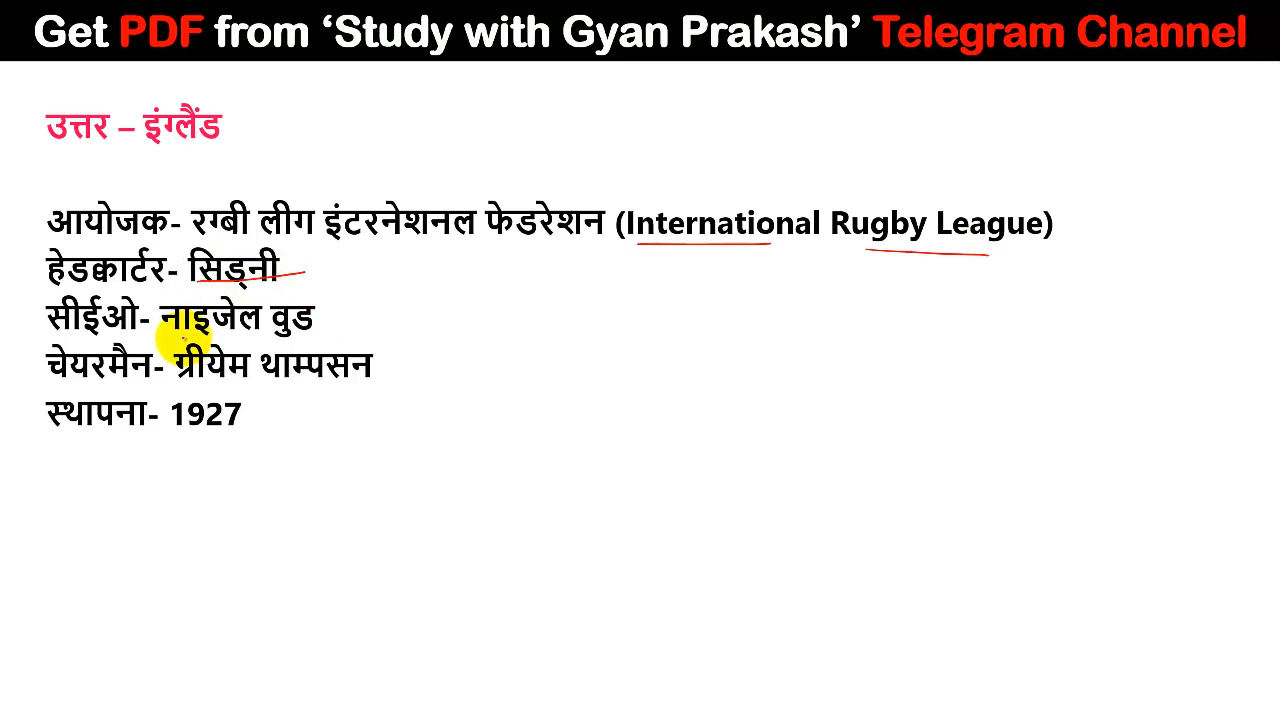 Get PDF from ‘Study with Gyan Prakash’ Telegram Channel
उत्तर – इंग्लैंड
आयोजक- रग्बी लीग इंटरनेशनल फेडरेशन (International Rugby League)
हेडक्वार्टर- सिड्नी
सीईओ- नाइजेल वुड
चेयरमैन- ग्रीयेम थाम्पसन
स्थापना- 1927